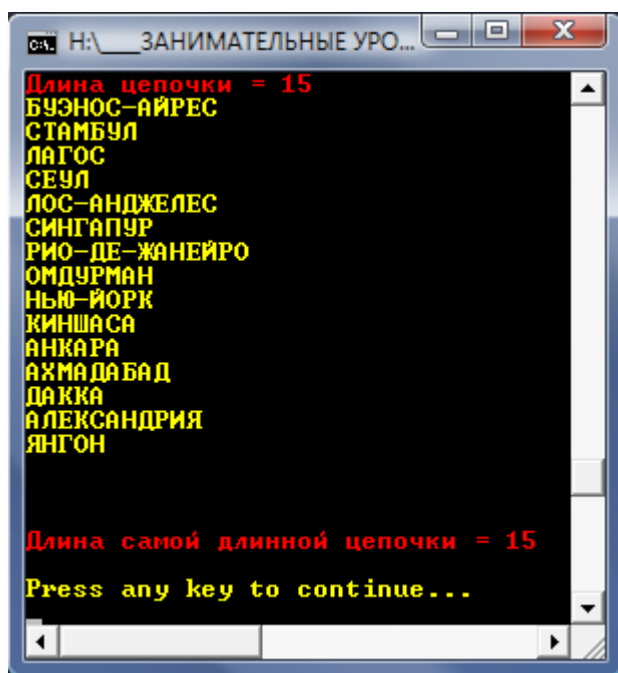 H:\___ЗАНИМАТЕЛЬНЫЕ УРО...
Длина цепочки = 15
БУЭНОС-АЙРЕС
СТАМБУЛ
ЛАГОС
СЕУЛ
ЛОС-АНДЖЕЛЕС
СИНГАПУР
РИО-ДЕ-ЖАНЕЙРО
ОМДУРМАН
НЬЮ-ЙОРК
КИНШАСА
АНКАРА
АХМАДАБАД
ДАККА
АЛЕКСАНДРИЯ
ЯНГОН
Длина самой длинной цепочки = 15
Press any key to continue...